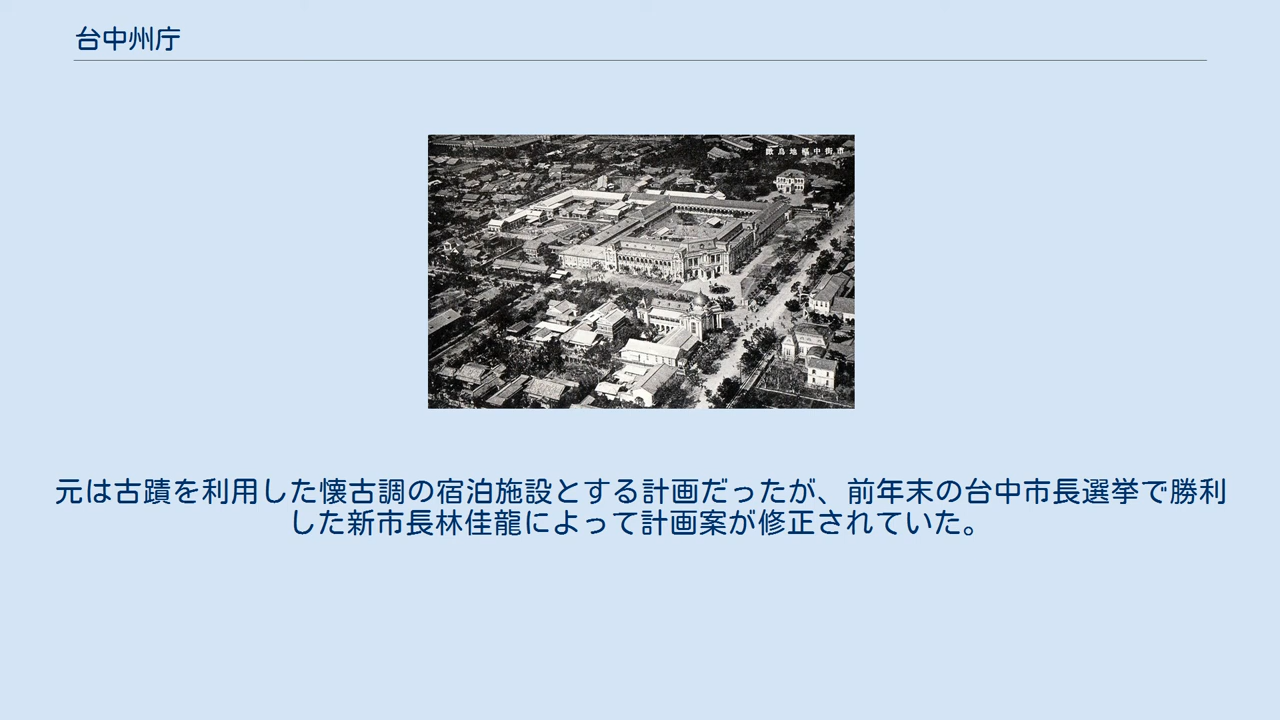 台中州庁
元は古蹟を利用した懐古調の宿泊施設とする計画だったが、前年末の台中市長選挙で勝利
した新市長林佳龍によって計画案が修正されていた。